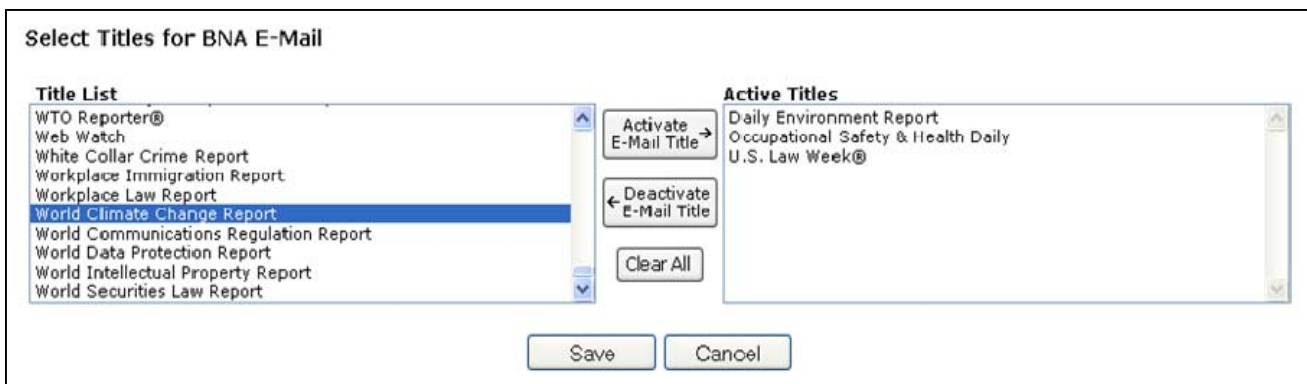 Select Titles for BNA E-Mail
Title List
WTO Reporter®
Web Watch
White Collar Crime Report
Workplace Immigration Report
Workplace Law Report
World Climate Change Report
World Communications Regulation Report
World Data Protection Report
World Intellectual Property Report
World Securities Law Report
Activate →
E-Mail Title
← Deactivate
E-Mail Title
Clear All
Active Titles
Daily Environment Report
Occupational Safety & Health Daily
U.S. Law Week®
Save
Cancel